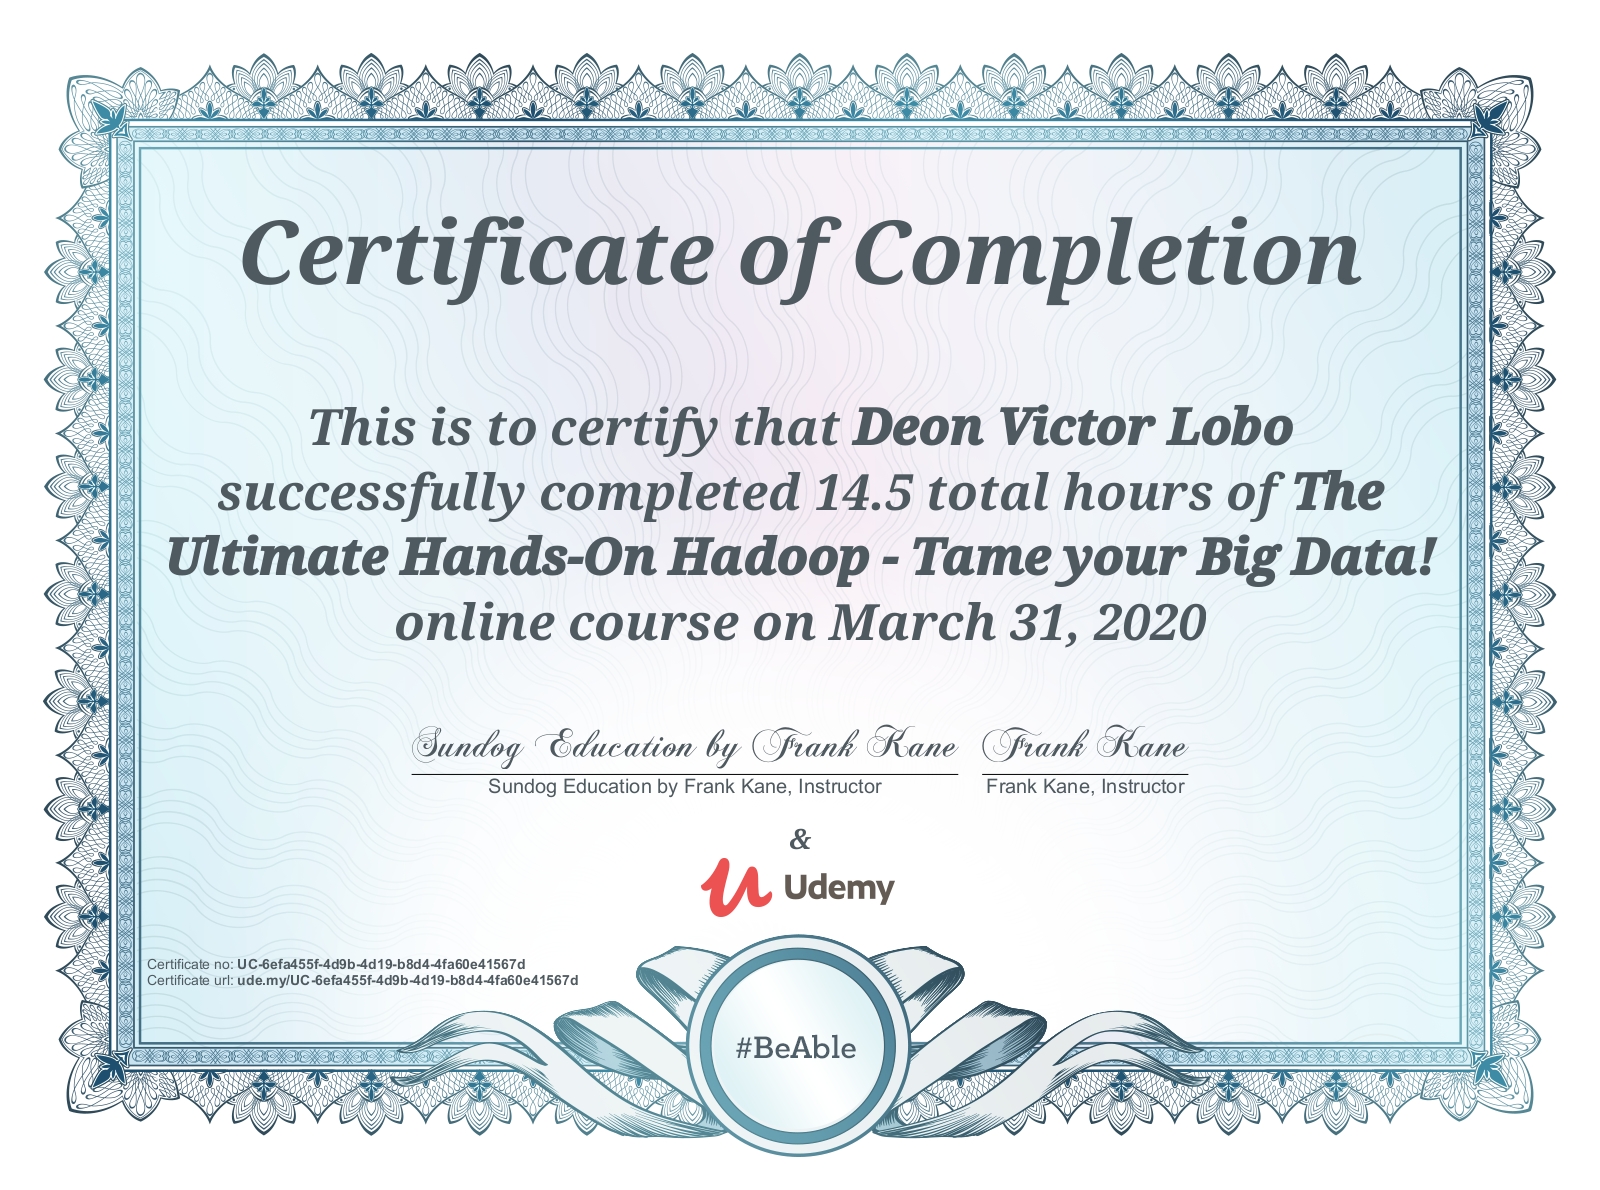 Certificate of Completion
This is to certify that Deon Victor Lobo
successfully completed 14.5 total hours of The
Ultimate Hands-On Hadoop - Tame your Big Data!
online course on March 31, 2020
Sundog Education by Frank Kane Frank Kane
Sundog Education by Frank Kane, Instructor Frank Kane, Instructor
&
Udemy
Certificate no: UC-6efa455f-4d9b-4d19-b8d4-4fa60e41567d
Certificate url: ude.my/UC-6efa455f-4d9b-4d19-b8d4-4fa60e41567d
#BeAble